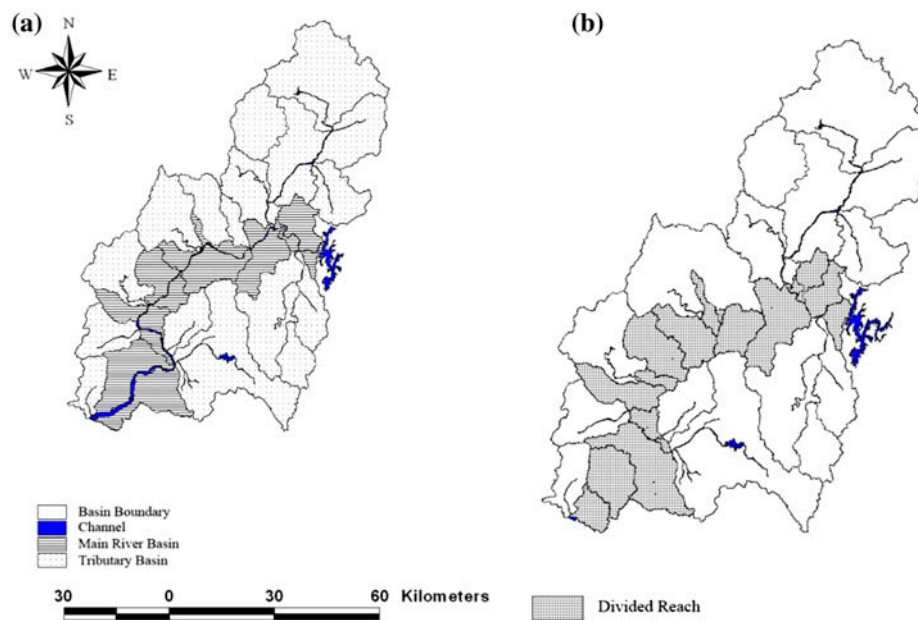 (a)
N
W E
S
(b)
Basin Boundary
Channel
Main River Basin
Tributary Basin
30 0 30 60 Kilometers
Divided Reach